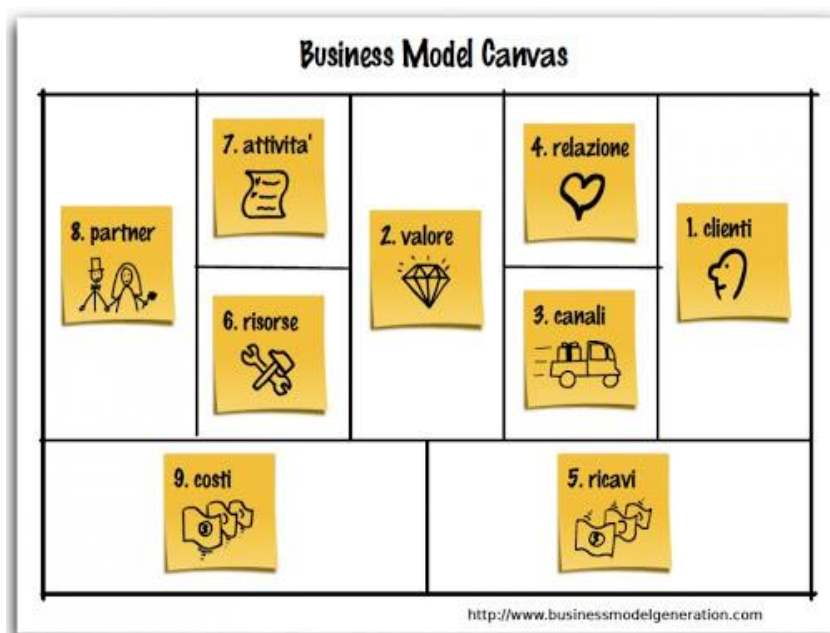 Business Model Canvas
8. partner
7. attivita'
6. risorse
2. valore
4. relazione
3. canali
1. clienti
9. costi
5. ricavi
http://www.businessmodelgeneration.com